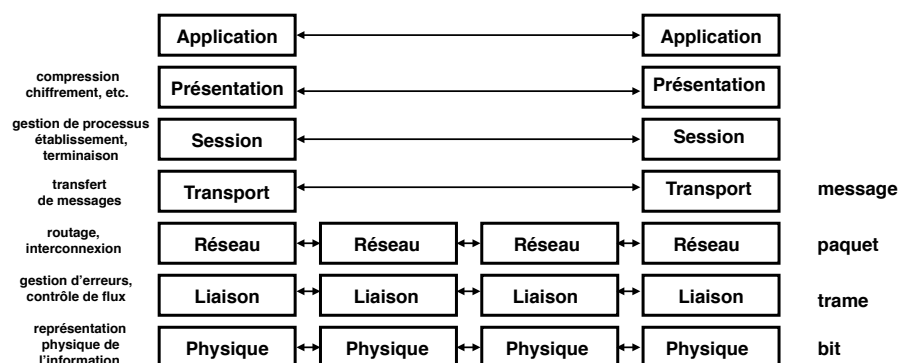 Application Application
compression
chiffrement, etc.
Présentation Présentation
gestion de processus
établissement,
terminaison
Session Session
transfert
de messages
Transport Transport message
routage,
interconnexion
Réseau Réseau Réseau Réseau paquet
gestion d'erreurs,
contrôle de flux
Liaison Liaison Liaison Liaison trame
représentation
physique de
l'information
Physique Physique Physique Physique bit